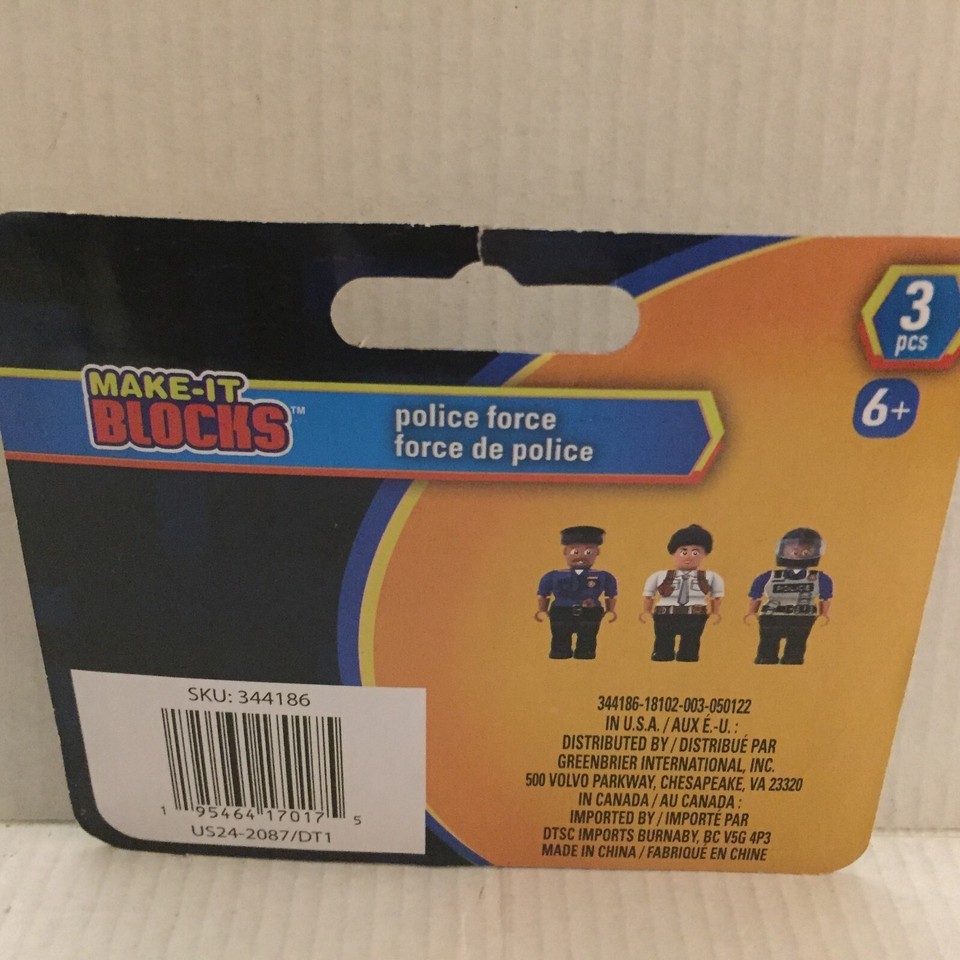 3
pcs
6+
MAKE-IT
BLOCKS™
police force
force de police
POLICE
SKU: 344186
1 95464 17017 5
US24-2087/DT1
344186-18102-003-050122
IN U.S.A. / AUX É.-U. :
DISTRIBUTED BY / DISTRIBUÉ PAR
GREENBRIER INTERNATIONAL, INC.
500 VOLVO PARKWAY, CHESAPEAKE, VA 23320
IN CANADA / AU CANADA :
IMPORTED BY / IMPORTÉ PAR
DTSC IMPORTS BURNABY, BC V5G 4P3
MADE IN CHINA / FABRIQUÉ EN CHINE